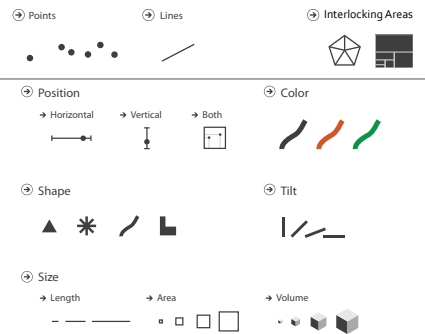 Points
Lines
Interlocking Areas
Position
Color
Horizontal
Vertical
Both
Shape
Tilt
Size
Length
Area
Volume